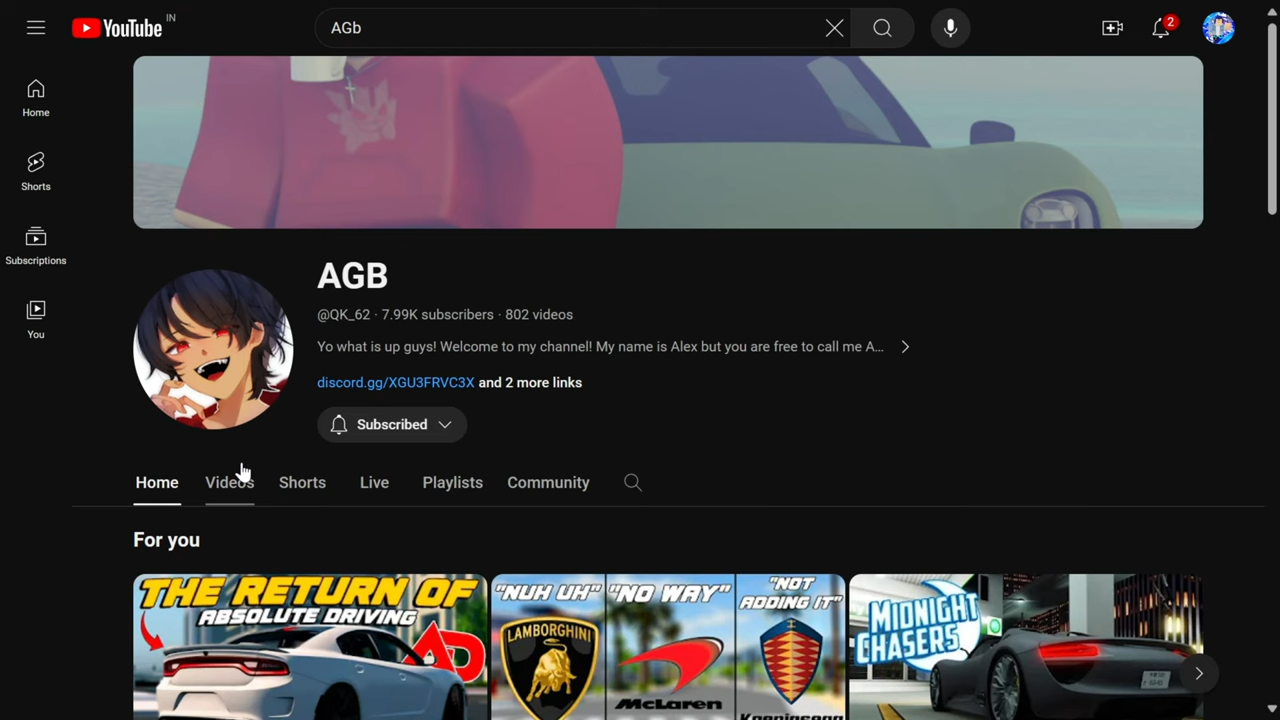 YouTube IN
AGb
2
Home
Shorts
Subscriptions
You
AGB
@QK_62 · 7.99K subscribers · 802 videos
Yo what is up guys! Welcome to my channel! My name is Alex but you are free to call me A...
discord.gg/XGU3FRVC3X and 2 more links
Subscribed
Home Videos Shorts Live Playlists Community
For you
THE RETURN OF
ABSOLUTE DRIVING
AD
"NUH UH"
LAMBORGHINI
"NO WAY"
McLaren
"NOT
ADDING IT"
Koenigsegg
MIDNIGHT
CHASERS